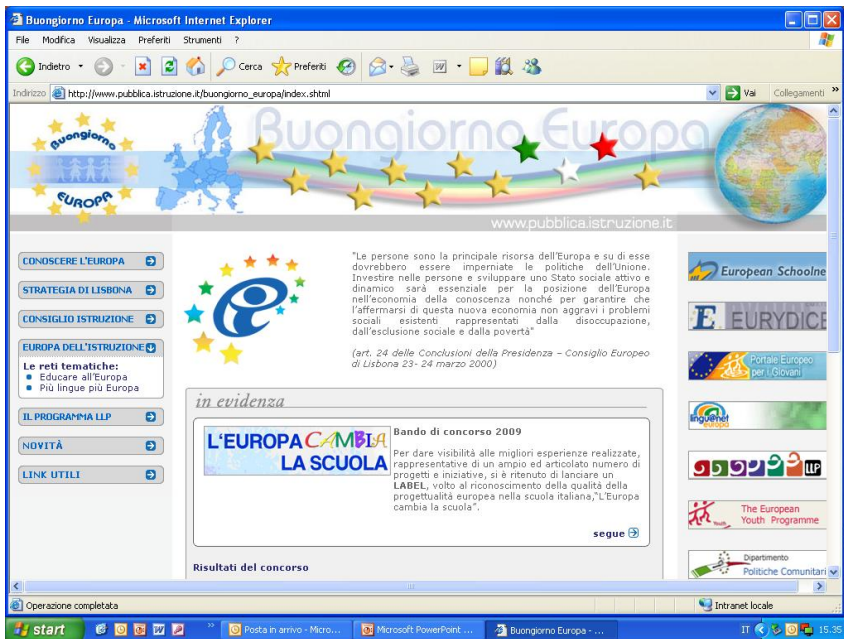 Buongiorno Europa - Microsoft Internet Explorer
File Modifica Visualizza Preferiti Strumenti ?
Indietro Cerca Preferiti
Indirizzo http://www.pubblica.istruzione.it/buongiorno_europa/index.shtml Vai Collegamenti »
Buongiorno
EUROPA
Buongiorno Europa
www.pubblica.istruzione.it
CONOSCERE L'EUROPA
STRATEGIA DI LISBONA
CONSIGLIO ISTRUZIONE
EUROPA DELL'ISTRUZIONE
Le reti tematiche:
Educare all'Europa
Più lingue più Europa
IL PROGRAMMA LLP
NOVITÀ
LINK UTILI
"Le persone sono la principale risorsa dell'Europa e su di esse
dovrebbero essere imperniate le politiche dell'Unione.
Investire nelle persone e sviluppare uno Stato sociale attivo e
dinamico sarà essenziale per la posizione dell'Europa
nell'economia della conoscenza nonché per garantire che
l'affermarsi di questa nuova economia non aggravi i problemi
sociali esistenti rappresentati dalla disoccupazione,
dall'esclusione sociale e dalla povertà"
(art. 24 delle Conclusioni della Presidenza – Consiglio Europeo
di Lisbona 23- 24 marzo 2000)
in evidenza
L'EUROPA CAMBIA
LA SCUOLA
Bando di concorso 2009
Per dare visibilità alle migliori esperienze realizzate,
rappresentative di un ampio ed articolato numero di
progetti e iniziative, si è ritenuto di lanciare un
LABEL, volto al riconoscimento della qualità della
progettualità europea nella scuola italiana,"L'Europa
cambia la scuola".
segue
Risultati del concorso
European Schoolne
E EURYDICE
Portale Europeo
per i Giovani
linguenet
europa
LLP
Youth
The European
Youth Programme
Dipartimento
Politiche Comunitari
Operazione completata Intranet locale
start » Posta in arrivo - Micro... Microsoft PowerPoint ... Buongiorno Europa - ... IT 15.35